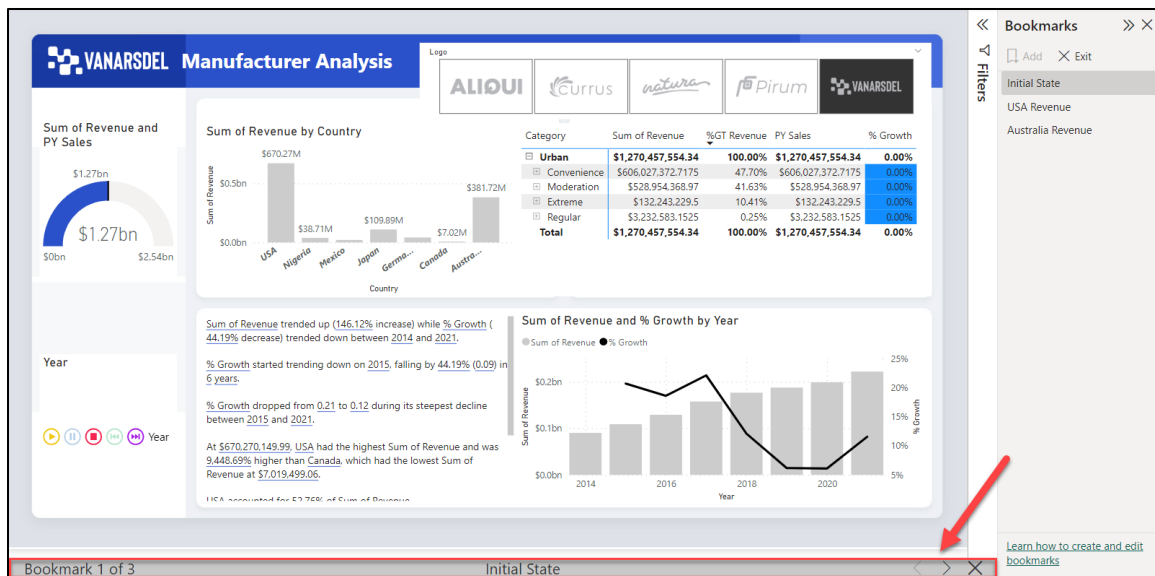 VANARSDEL Manufacturer Analysis
Logo
ALIQUI
currus
natura
Pirum
VANARSDEL
Sum of Revenue and
PY Sales
$1.27bn
$1.27bn
$0bn
$2.54bn
Year
Year
Sum of Revenue by Country
Sum of Revenue
$0.5bn
$0.0bn
$670.27M
$38.71M
$109.89M
$7.02M
$381.72M
USA
Nigeria
Mexico
Japan
Germa...
Canada
Austra...
Country
Category Sum of Revenue %GT Revenue PY Sales % Growth
Urban $1,270,457,554.34 100.00% $1,270,457,554.34 0.00%
Convenience $606,027,372.7175 47.70% $606,027,372.7175 0.00%
Moderation $528,954,368.97 41.63% $528,954,368.97 0.00%
Extreme $132,243,229.5 10.41% $132,243,229.5 0.00%
Regular $3,232,583.1525 0.25% $3,232,583.1525 0.00%
Total $1,270,457,554.34 100.00% $1,270,457,554.34 0.00%
Sum of Revenue trended up (146.12% increase) while % Growth (
44.19% decrease) trended down between 2014 and 2021.
% Growth started trending down on 2015, falling by 44.19% (0.09) in
6 years.
% Growth dropped from 0.21 to 0.12 during its steepest decline
between 2015 and 2021.
At $670,270,149.99, USA had the highest Sum of Revenue and was
9,448.69% higher than Canada, which had the lowest Sum of
Revenue at $7,019,499.06.
USA accounted for 52.76% of Sum of Revenue
Sum of Revenue and % Growth by Year
Sum of Revenue % Growth
Sum of Revenue
$0.2bn
$0.1bn
$0.0bn
2014
2016
2018
2020
Year
25%
20%
15%
10%
5%
% Growth
Filters
Bookmarks
Add Exit
Initial State
USA Revenue
Australia Revenue
Learn how to create and edit
bookmarks
Bookmark 1 of 3 Initial State